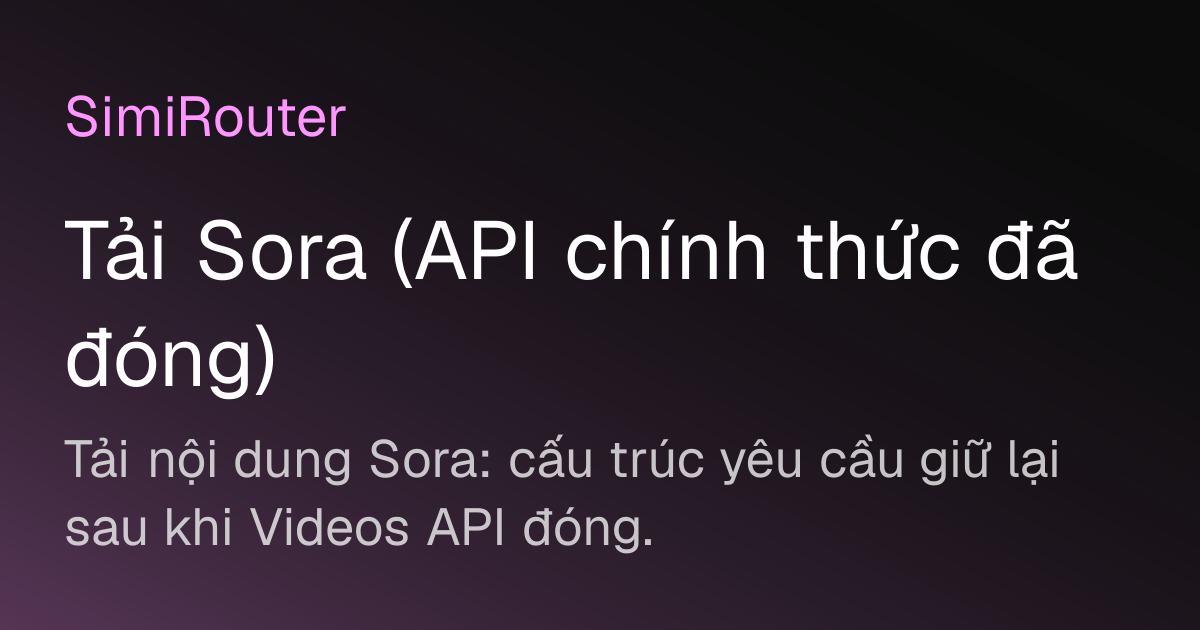 SimiRouter
Tải Sora (API chính thức đã
đóng)
Tải nội dung Sora: cấu trúc yêu cầu giữ lại
sau khi Videos API đóng.